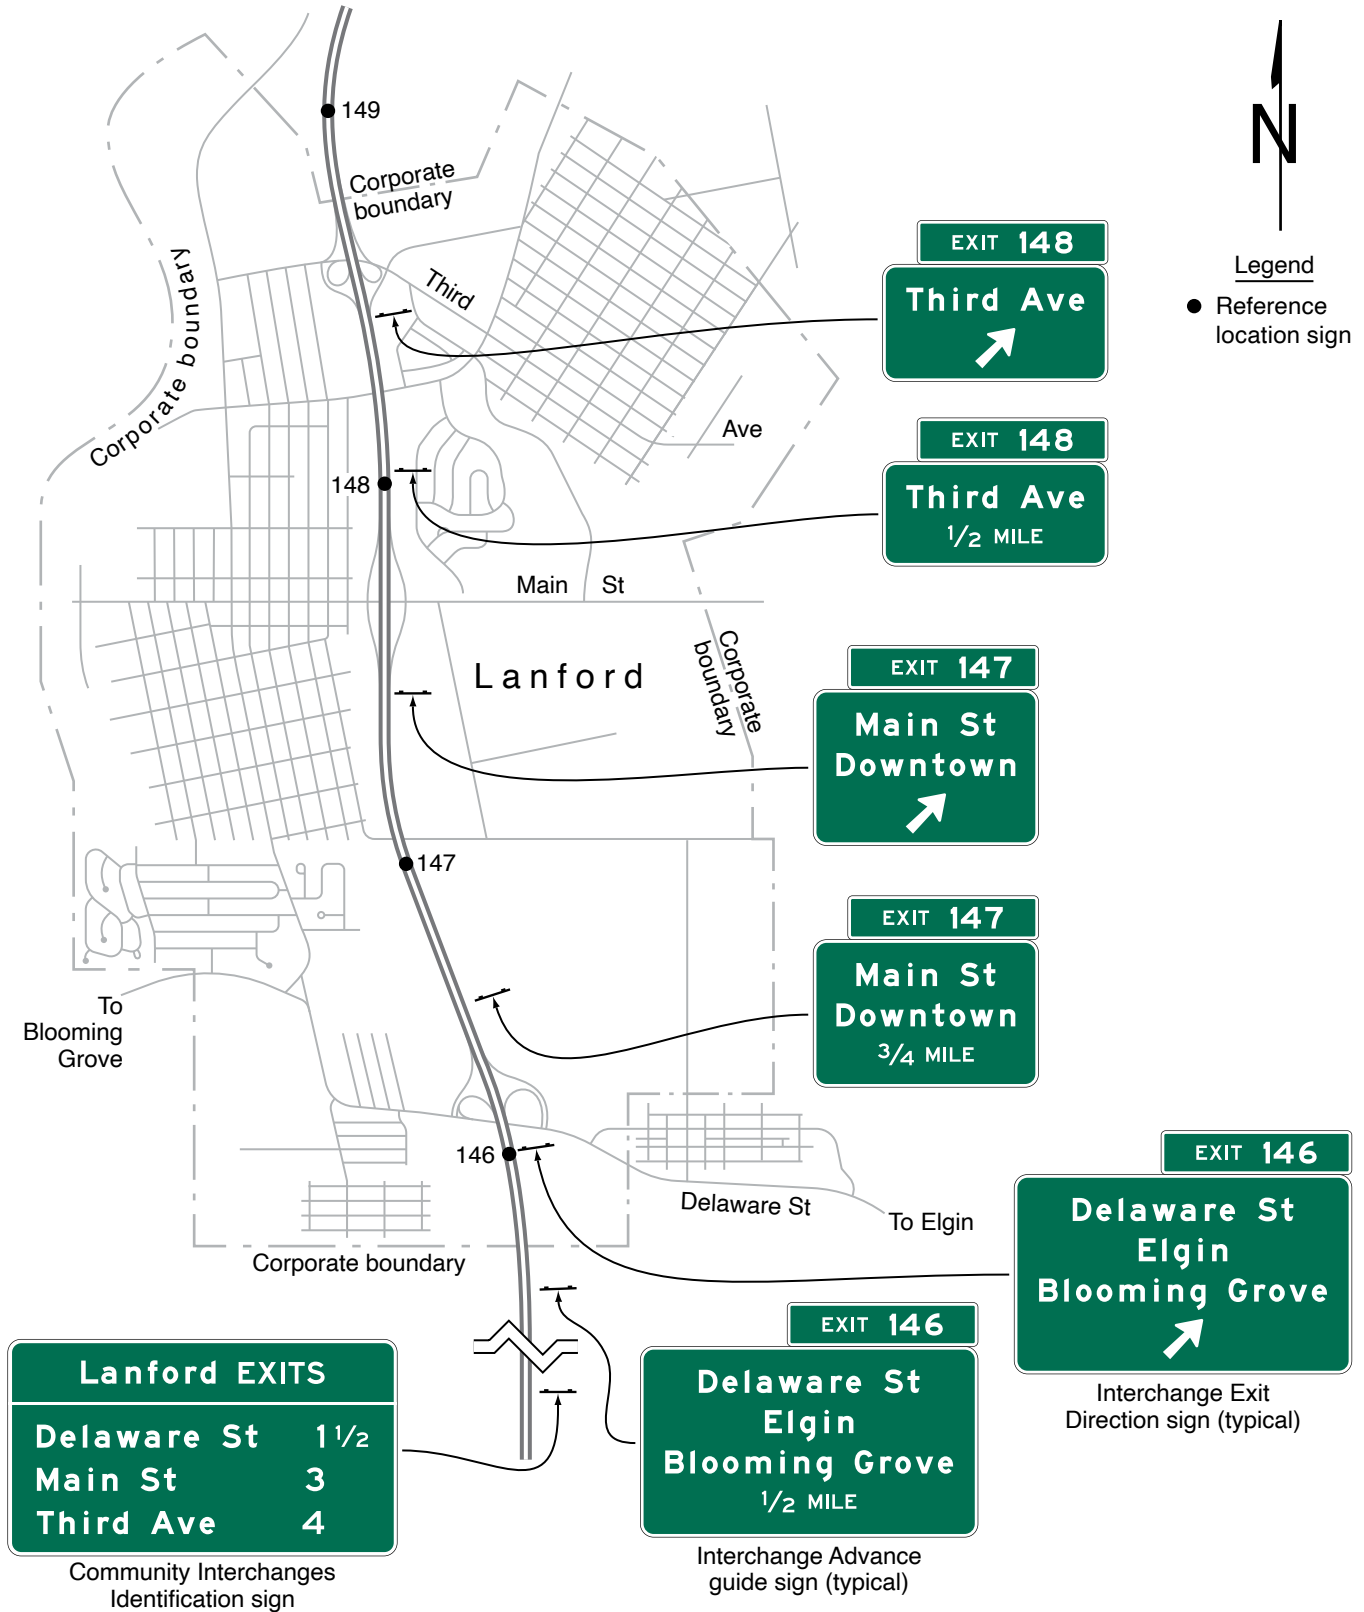 149
N
Corporate
boundary
Corporate boundary
Third
EXIT 148
Third Ave
Legend
Reference
location sign
Ave
EXIT 148
Third Ave
1/2 MILE
148
Main St
Lanford
Corporate
boundary
EXIT 147
Main St
Downtown
147
EXIT 147
Main St
Downtown
3/4 MILE
To
Blooming
Grove
146
Delaware St
To Elgin
Corporate boundary
EXIT 146
Delaware St
Elgin
Blooming Grove
Interchange Exit
Direction sign (typical)
EXIT 146
Delaware St
Elgin
Blooming Grove
1/2 MILE
Interchange Advance
guide sign (typical)
Lanford EXITS
Delaware St 1 1/2
Main St 3
Third Ave 4
Community Interchanges
Identification sign